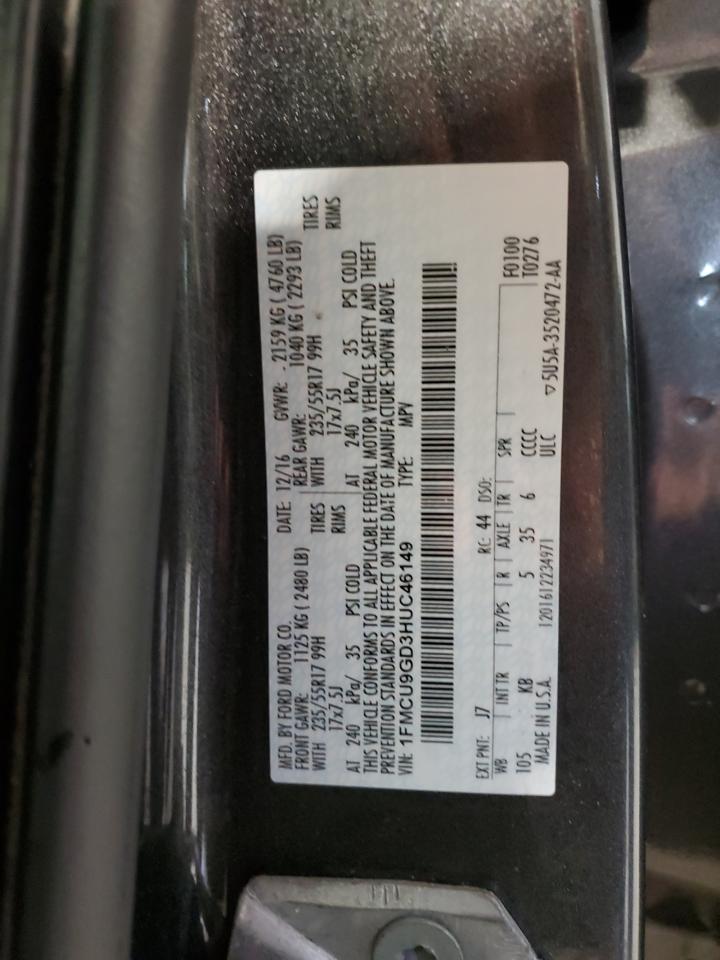 MFD. BY FORD MOTOR CO. DATE: 12/16 GVWR: 2159 KG ( 4760 LB)
FRONT GAWR: 1125 KG ( 2480 LB) REAR GAWR: 1040 KG ( 2293 LB)
WITH 235/55R17 99H TIRES WITH 235/55R17 99H TIRES
17x7.5J RIMS 17x7.5J RIMS
AT 240 kPa/ 35 PSI COLD AT 240 kPa/ 35 PSI COLD
THIS VEHICLE CONFORMS TO ALL APPLICABLE FEDERAL MOTOR VEHICLE SAFETY AND THEFT
PREVENTION STANDARDS IN EFFECT ON THE DATE OF MANUFACTURE SHOWN ABOVE.
VIN: 1FMCU9GD3HUC46149 TYPE: MPV
EXT PNT: J7 RC: 44 DSO:
WB INT TR TP/PS R AXLE TR SPR F0100
105 KB 5 35 6 CCCC T0276
MADE IN U.S.A. 1201612234971 ULC ▽5U5A-3520472-AA